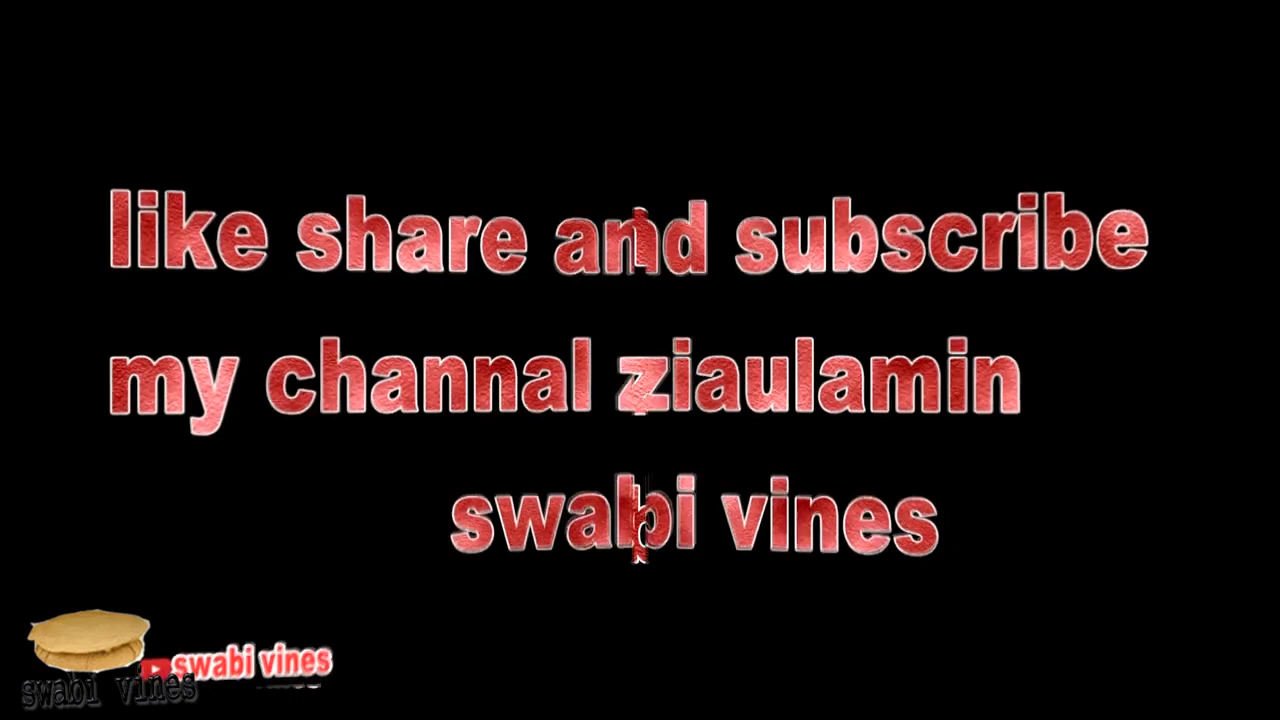 like share and subscribe
my channal ziaulamin
swabi vines
swabi vines
swabi vines